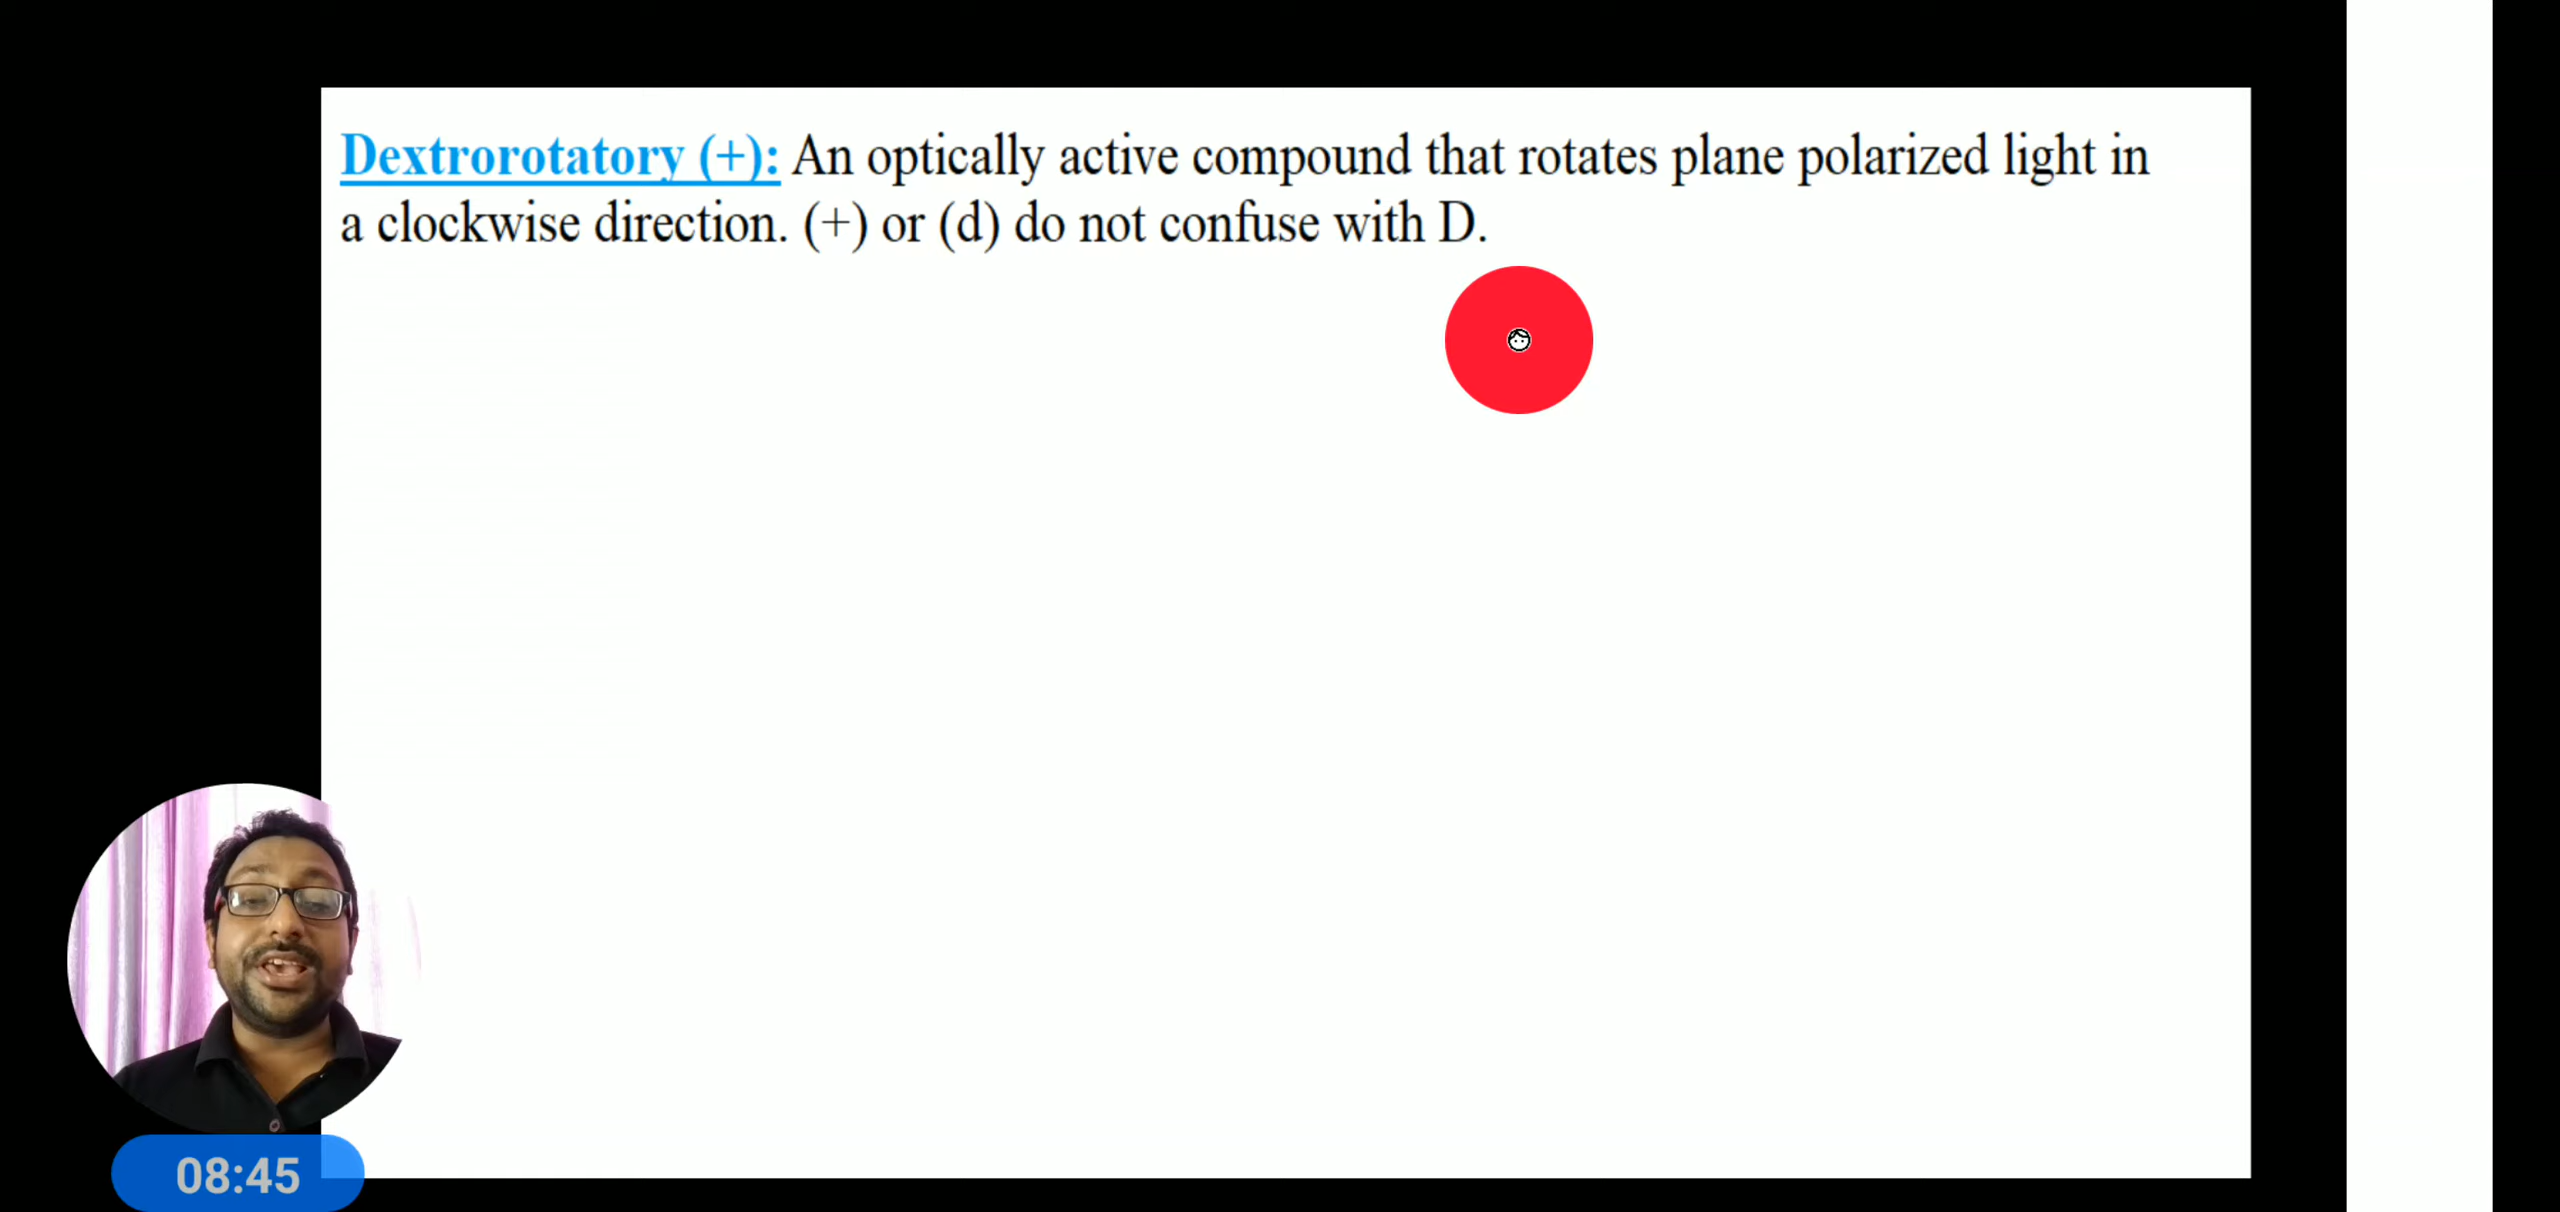 Dextrorotatory (+): An optically active compound that rotates plane polarized light in
a clockwise direction. (+) or (d) do not confuse with D.
08:45